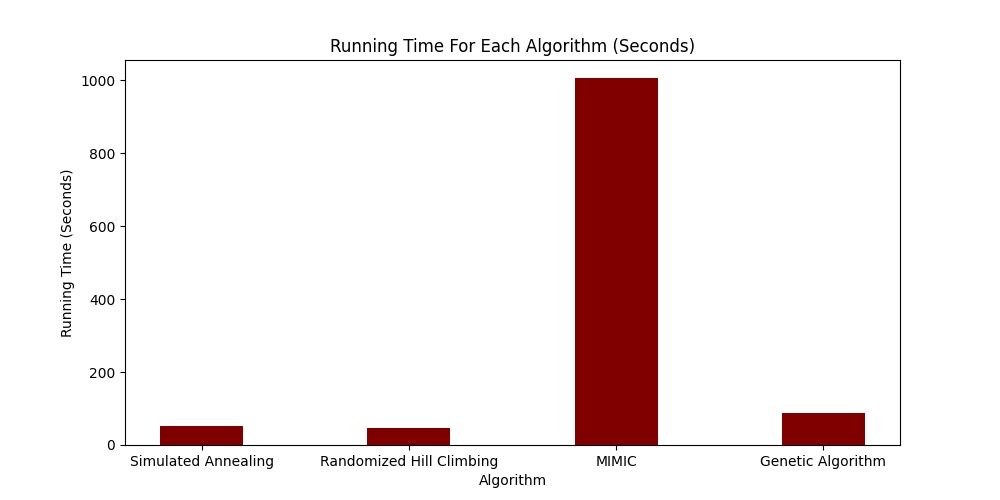 Running Time For Each Algorithm (Seconds)
Running Time (Seconds)
1000
800
600
400
200
0
Simulated Annealing
Randomized Hill Climbing
MIMIC
Genetic Algorithm
Algorithm